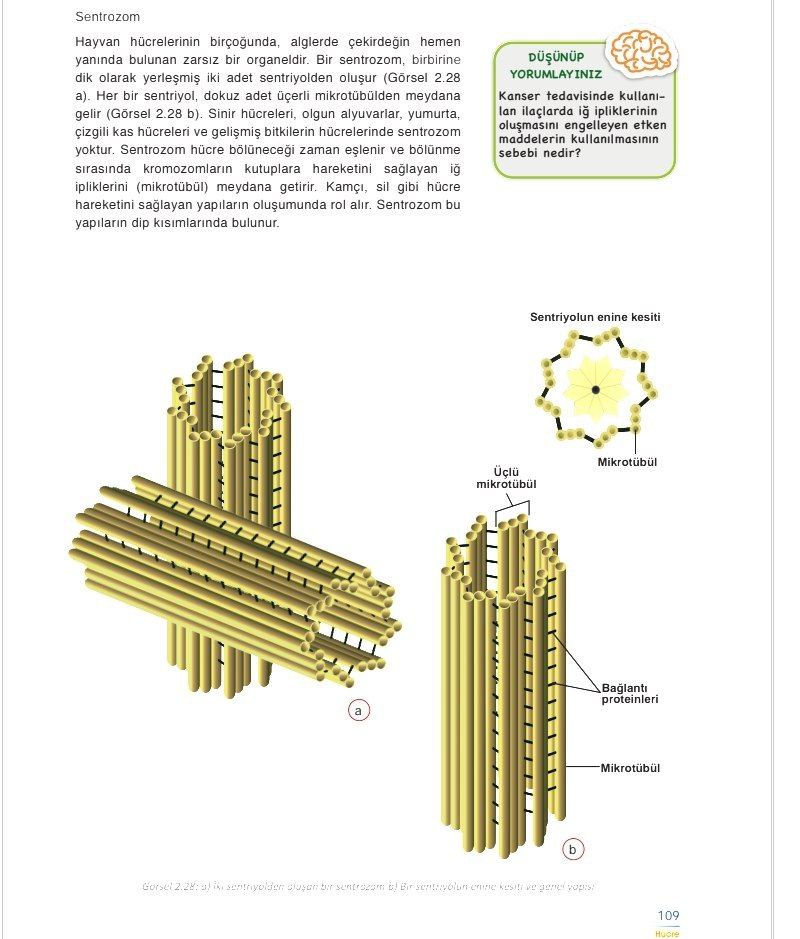 Sentrozom
Hayvan hücrelerinin birçoğunda, alglerde çekirdeğin hemen
yanında bulunan zarsız bir organeldir. Bir sentrozom, birbirine
dik olarak yerleşmiş iki adet sentriyolden oluşur (Görsel 2.28
a). Her bir sentriyol, dokuz adet üçerli mikrotübülden meydana
gelir (Görsel 2.28 b). Sinir hücreleri, olgun alyuvarlar, yumurta,
çizgili kas hücreleri ve gelişmiş bitkilerin hücrelerinde sentrozom
yoktur. Sentrozom hücre bölüneceği zaman eşlenir ve bölünme
sırasında kromozomların kutuplara hareketini sağlayan iğ
ipliklerini (mikrotübül) meydana getirir. Kamçı, sil gibi hücre
hareketini sağlayan yapıların oluşumunda rol alır. Sentrozom bu
yapıların dip kısımlarında bulunur.
DÜŞÜNÜP
YORUMLAYINIZ
Kanser tedavisinde kullanı-
lan ilaçlarda iğ ipliklerinin
oluşmasını engelleyen etken
maddelerin kullanılmasının
sebebi nedir?
Sentriyolun enine kesiti
Mikrotübül
Üçlü
mikrotübül
Bağlantı
proteinleri
Mikrotübül
a
b
Görsel 2.28: a) İki sentriyolden oluşan bir sentrozom b) Bir sentriyolun enine kesiti ve genel yapısı
109
Hücre